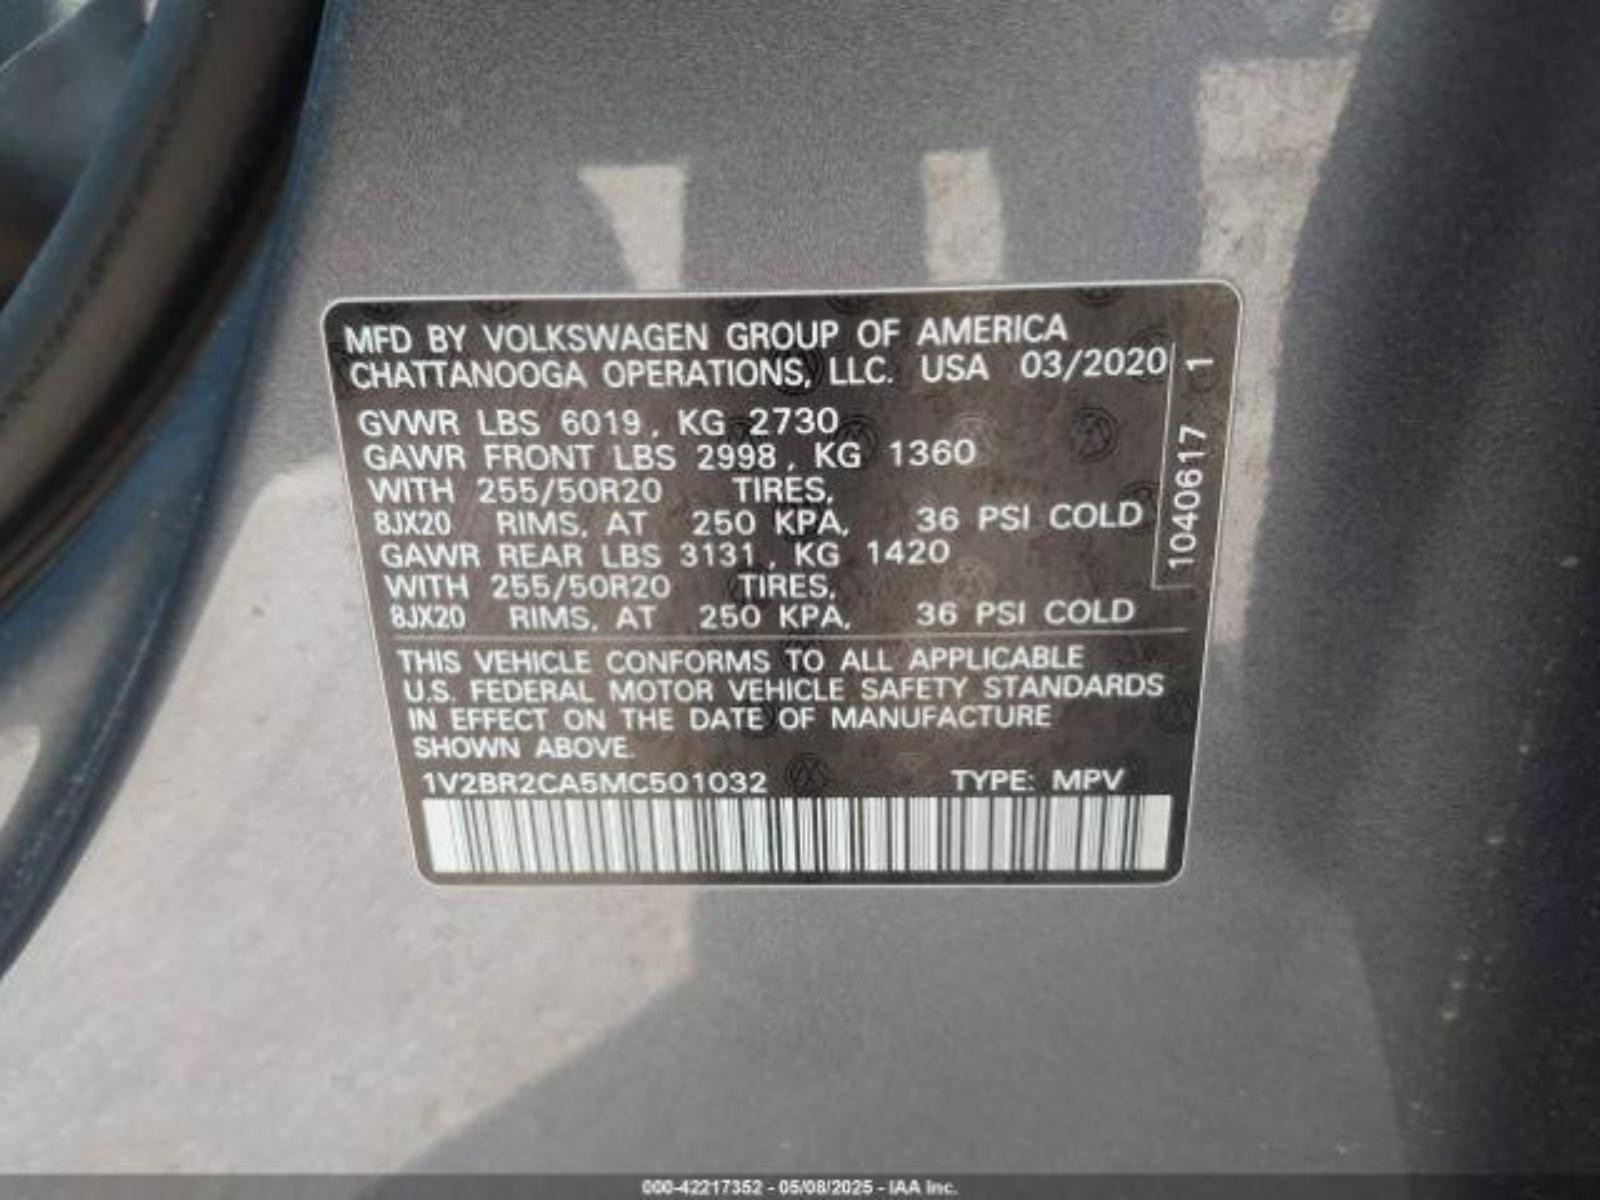 MFD BY VOLKSWAGEN GROUP OF AMERICA
CHATTANOOGA OPERATIONS, LLC. USA 03/2020
GVWR LBS 6019, KG 2730
GAWR FRONT LBS 2998, KG 1360
WITH 255/50R20 TIRES,
8JX20 RIMS, AT 250 KPA, 36 PSI COLD
GAWR REAR LBS 3131, KG 1420
WITH 255/50R20 TIRES,
8JX20 RIMS, AT 250 KPA, 36 PSI COLD
1040617 1
THIS VEHICLE CONFORMS TO ALL APPLICABLE
U.S. FEDERAL MOTOR VEHICLE SAFETY STANDARDS
IN EFFECT ON THE DATE OF MANUFACTURE
SHOWN ABOVE.
1V2BR2CA5MC501032 TYPE: MPV
000-42217352 - 05/08/2025 - IAA Inc.